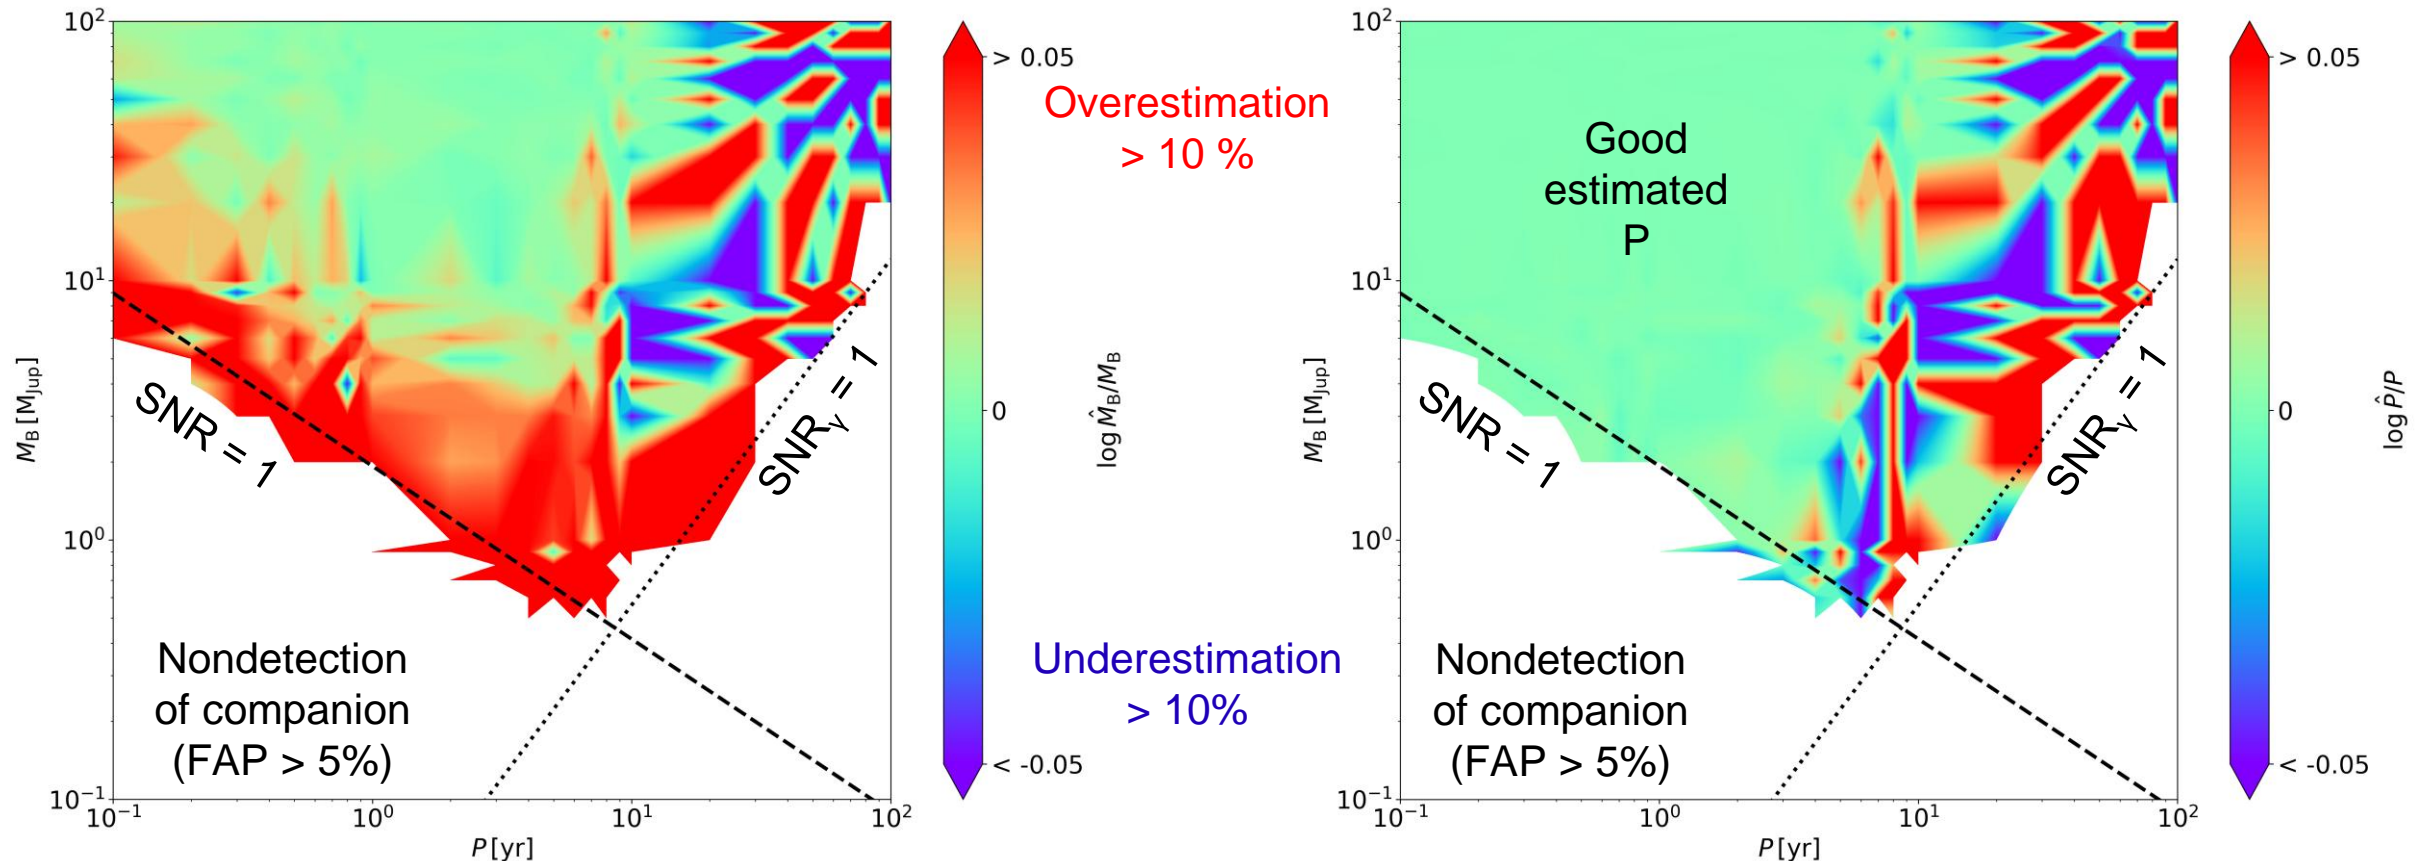 10²
10¹
10⁰
10⁻¹
M_B [M_Jup]
10⁻¹
10⁰
10¹
10²
P [yr]
SNR = 1
SNR_γ = 1
Nondetection
of companion
(FAP > 5%)
> 0.05
0
< -0.05
log M̂_B/M_B
Overestimation
> 10 %
Underestimation
> 10%
10²
10¹
10⁰
10⁻¹
M_B [M_Jup]
10⁻¹
10⁰
10¹
10²
P [yr]
Good
estimated
P
SNR = 1
SNR_γ = 1
Nondetection
of companion
(FAP > 5%)
> 0.05
0
< -0.05
log P̂/P